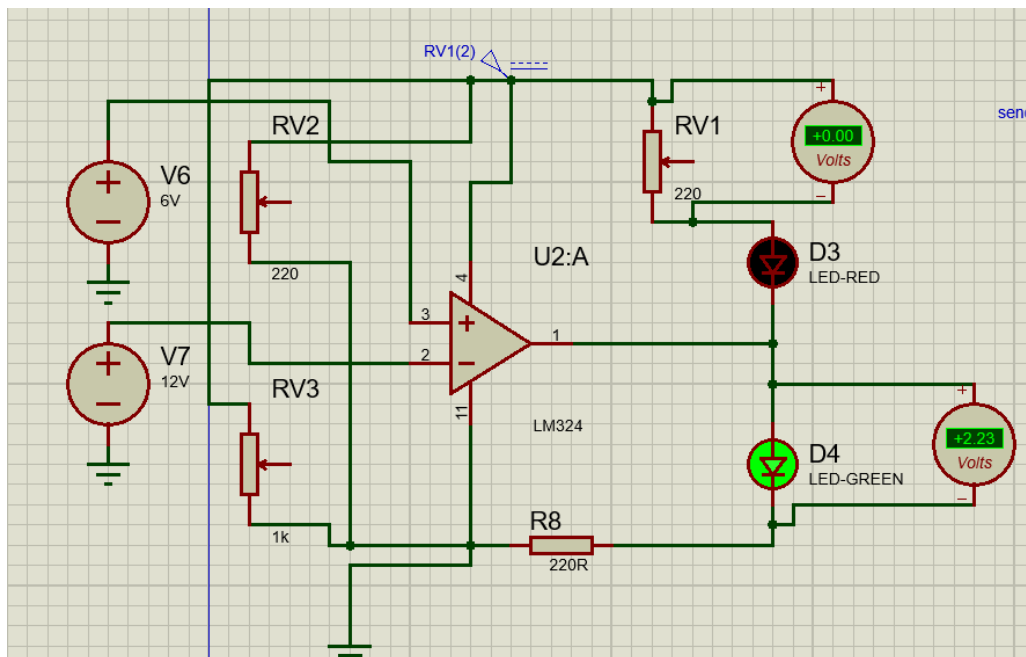 RV1(2)
send
RV2
RV1
+
+0.00
Volts
−
220
V6
6V
+
−
220
U2:A
D3
LED-RED
4
3
+
1
2
−
11
LM324
V7
12V
+
−
RV3
1k
+
+2.23
Volts
−
D4
LED-GREEN
R8
220R